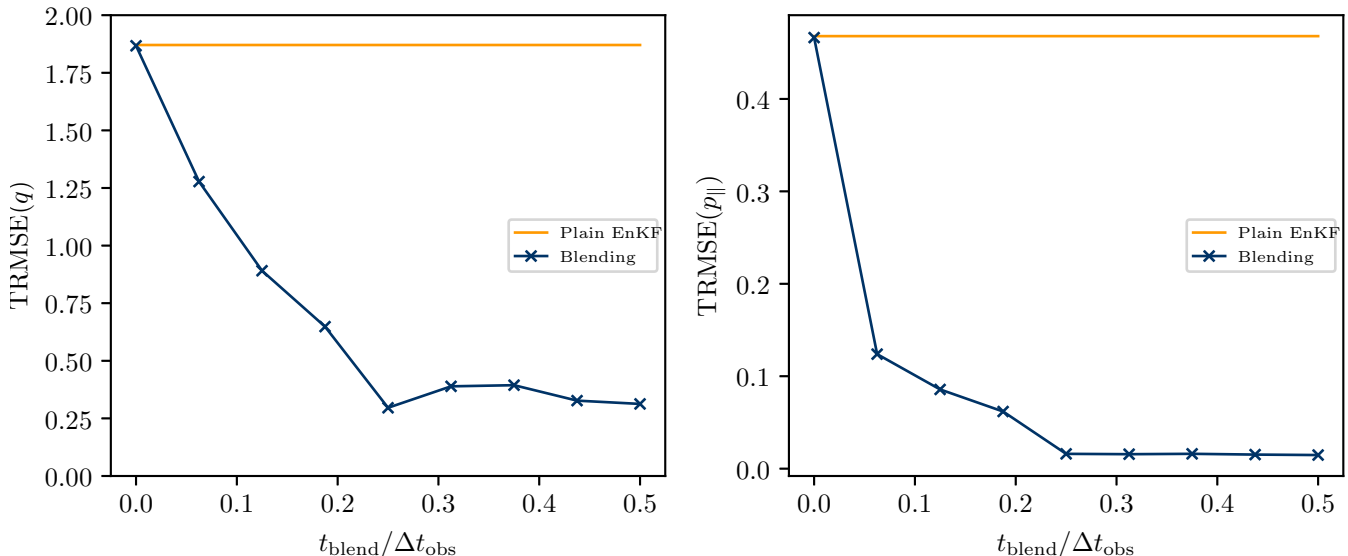 2.00
1.75
1.50
1.25
1.00
0.75
0.50
0.25
0.00
TRMSE(q)
Plain EnKF
Blending
0.0 0.1 0.2 0.3 0.4 0.5
t_blend/Δt_obs
0.4
0.3
0.2
0.1
0.0
TRMSE(p_∥)
Plain EnKF
Blending
0.0 0.1 0.2 0.3 0.4 0.5
t_blend/Δt_obs